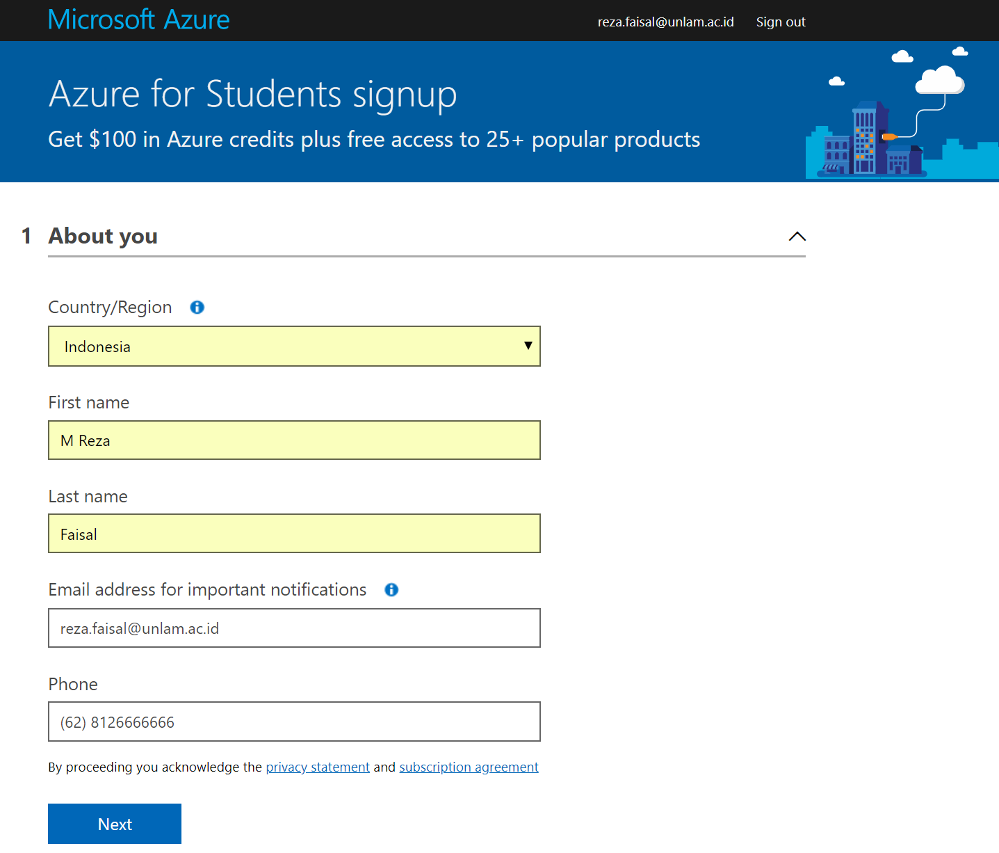 Microsoft Azure
reza.faisal@unlam.ac.id Sign out
Azure for Students signup
Get $100 in Azure credits plus free access to 25+ popular products
1 About you
Country/Region
Indonesia
First name
M Reza
Last name
Faisal
Email address for important notifications
reza.faisal@unlam.ac.id
Phone
(62) 8126666666
By proceeding you acknowledge the privacy statement and subscription agreement
Next